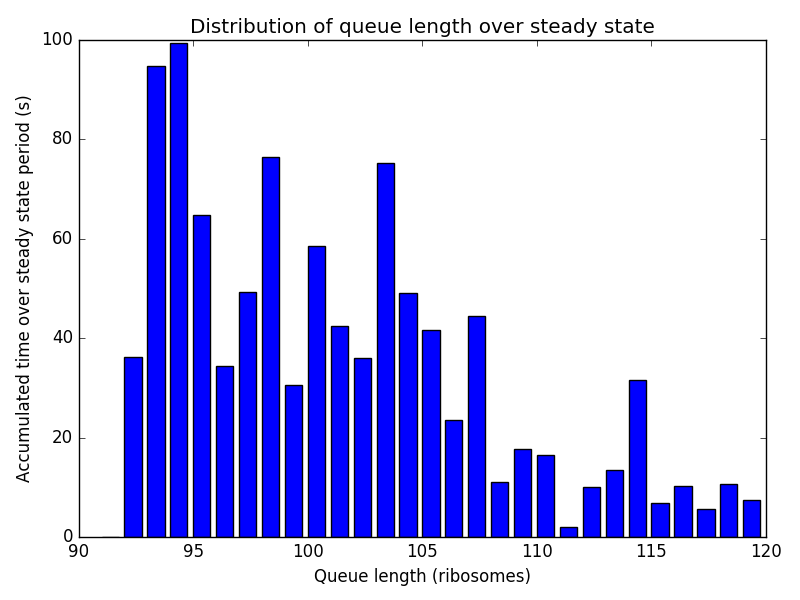 Distribution of queue length over steady state
Accumulated time over steady state period (s)
100
80
60
40
20
0
90 95 100 105 110 115 120
Queue length (ribosomes)